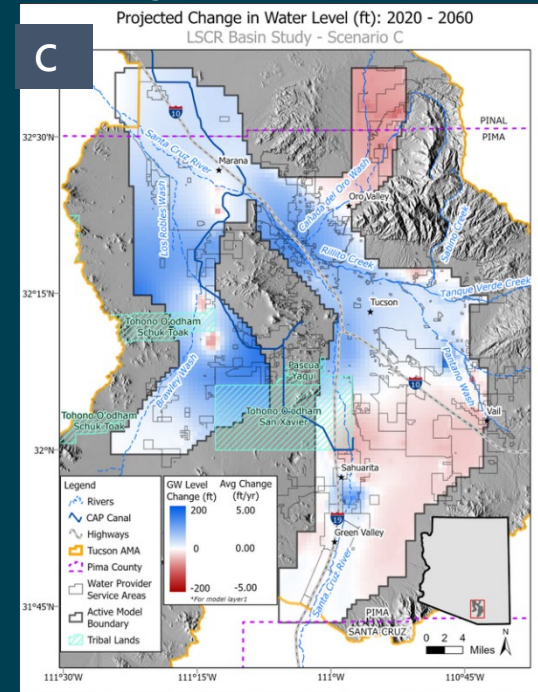 Projected Change in Water Level (ft): 2020 - 2060
LSCR Basin Study - Scenario C
C
10
32°30'N
PINAL
PIMA
Santa Cruz River
Marana
Los Robles Wash
Cañada del Oro Wash
Oro Valley
Sabino Creek
Rillito Creek
Tanque Verde Creek
32°15'N
Tucson
Tohono O'odham
Schuk Toak
Pantano Wash
Pascua
Yaqui
10
Brawley Wash
Tohono O'odham
San Xavier
Tohono O'odham
Schuk Toak
Vail
32°N
Sahuarita
19
Green Valley
Santa Cruz River
Legend
Rivers
CAP Canal
Highways
Tucson AMA
Pima County
Water Provider
Service Areas
Active Model
Boundary
Tribal Lands
GW Level
Change (ft)
Avg Change
(ft/yr)
200 5.00
0 0.00
-200 -5.00
*For model layer1
31°45'N
PIMA
SANTA CRUZ
0 2 4
Miles
N
111°30'W
111°15'W
111°W
110°45'W